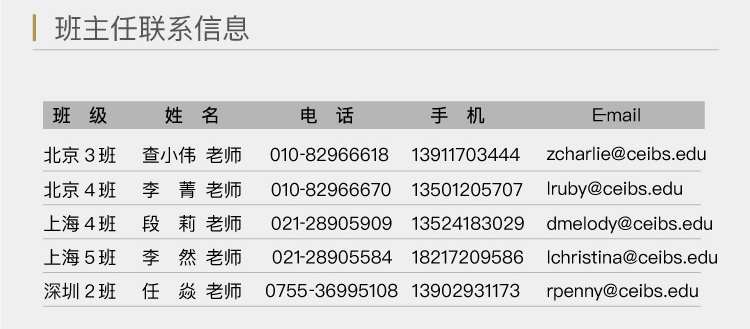 班主任联系信息
班 级 姓 名 电 话 手 机 E-mail
北京3班 查小伟 老师 010-82966618 13911703444 zcharlie@ceibs.edu
北京4班 李 菁 老师 010-82966670 13501205707 lruby@ceibs.edu
上海4班 段 莉 老师 021-28905909 13524183029 dmelody@ceibs.edu
上海5班 李 然 老师 021-28905584 18217209586 lchristina@ceibs.edu
深圳2班 任 焱 老师 0755-36995108 13902931173 rpenny@ceibs.edu